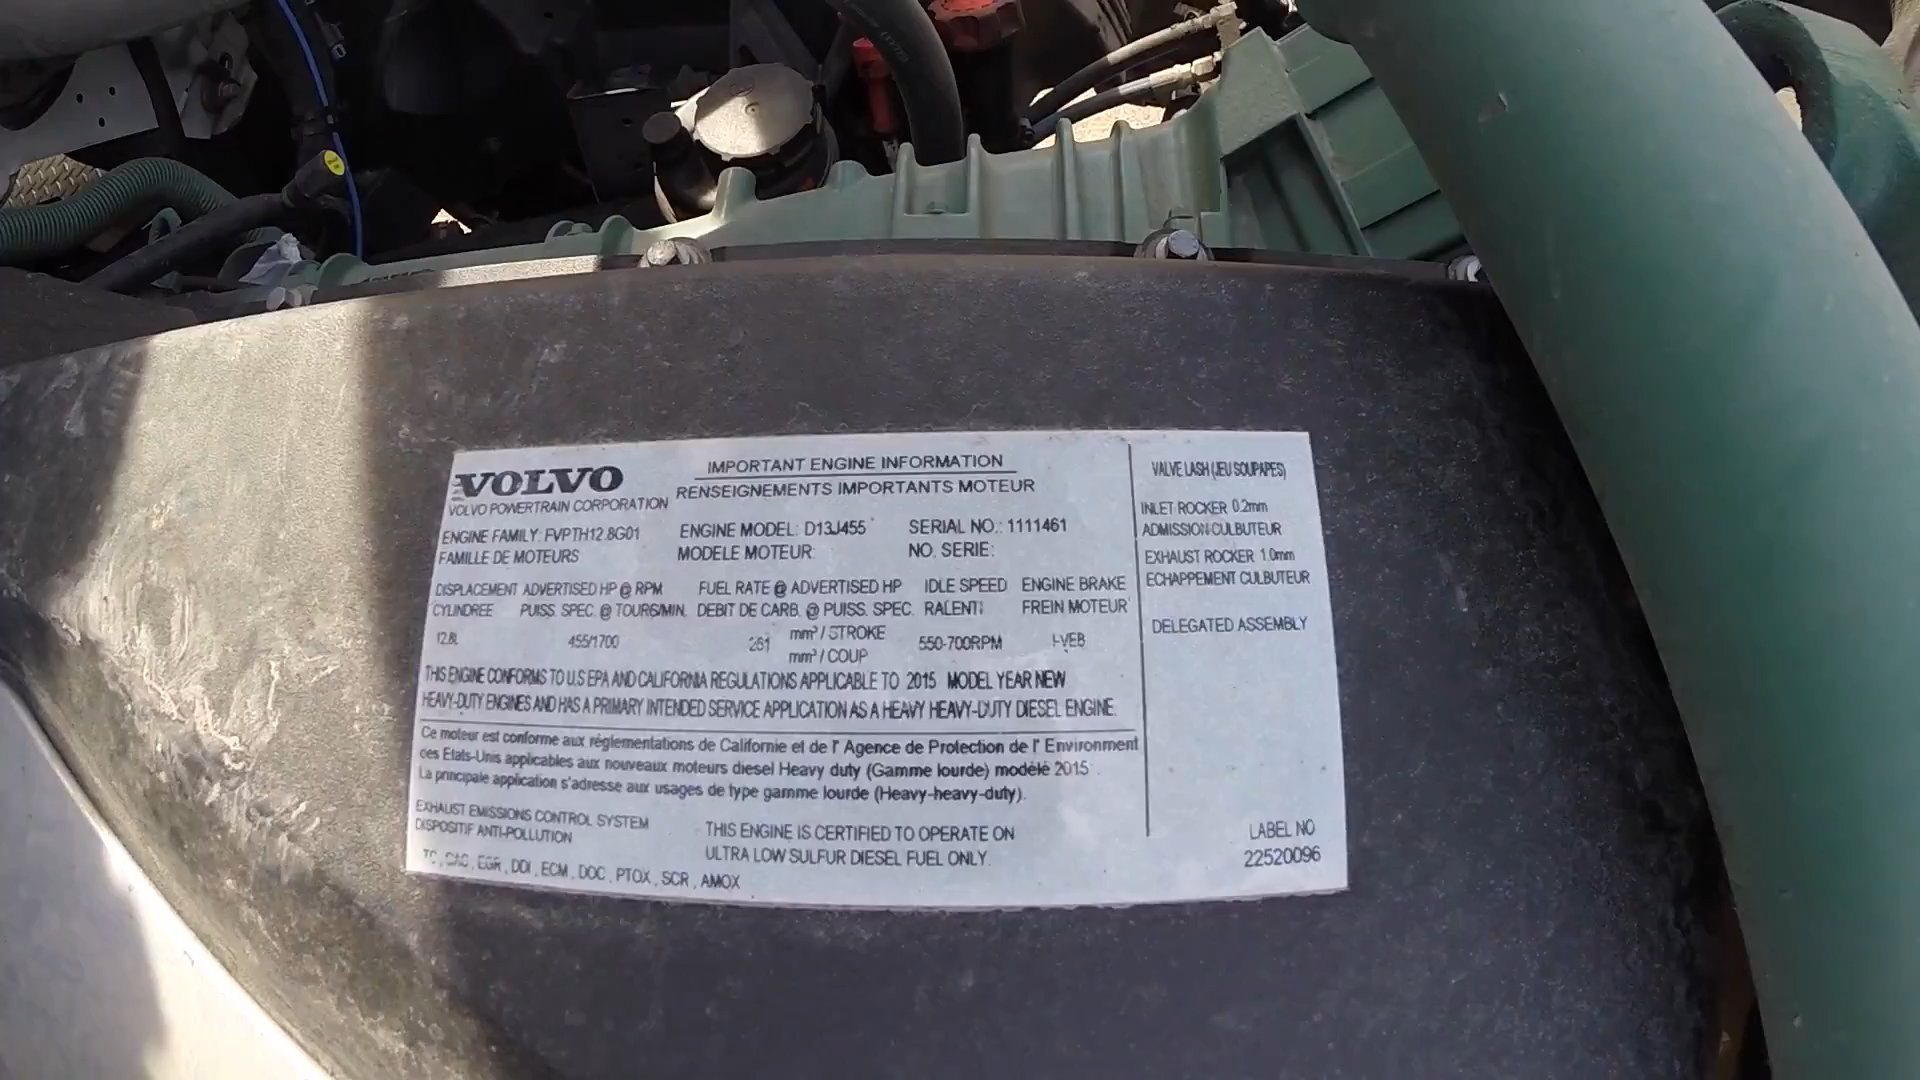 VOLVO
VOLVO POWERTRAIN CORPORATION
IMPORTANT ENGINE INFORMATION
RENSEIGNEMENTS IMPORTANTS MOTEUR
ENGINE FAMILY: FVPTH12.8G01
FAMILLE DE MOTEURS
ENGINE MODEL: D13J455
MODELE MOTEUR:
SERIAL NO.: 1111461
NO. SERIE:
DISPLACEMENT ADVERTISED HP @ RPM FUEL RATE @ ADVERTISED HP IDLE SPEED ENGINE BRAKE
CYLINDREE PUISS. SPEC. @ TOURS/MIN. DEBIT DE CARB. @ PUISS. SPEC. RALENTI FREIN MOTEUR
12.8L 455/1700 mm³ / STROKE 550-700RPM I-VEB
mm³ / COUP
THIS ENGINE CONFORMS TO U.S EPA AND CALIFORNIA REGULATIONS APPLICABLE TO 2015 MODEL YEAR NEW
HEAVY-DUTY ENGINES AND HAS A PRIMARY INTENDED SERVICE APPLICATION AS A HEAVY HEAVY-DUTY DIESEL ENGINE.
Ce moteur est conforme aux réglementations de Californie et de l' Agence de Protection de l' Environment
des Etats-Unis applicables aux nouveaux moteurs diesel Heavy duty (Gamme lourde) modèlé 2015 .
La principale application s'adresse aux usages de type gamme lourde (Heavy-heavy-duty).
EXHAUST EMISSIONS CONTROL SYSTEM
DISPOSITIF ANTI-POLLUTION
TC , CAC , EGR , DDI , ECM , DOC , PTOX , SCR , AMOX
THIS ENGINE IS CERTIFIED TO OPERATE ON
ULTRA LOW SULFUR DIESEL FUEL ONLY.
VALVE LASH (JEU SOUPAPES)
INLET ROCKER 0.2mm
ADMISSION CULBUTEUR
EXHAUST ROCKER 1.0mm
ECHAPPEMENT CULBUTEUR
DELEGATED ASSEMBLY
LABEL NO
22520096